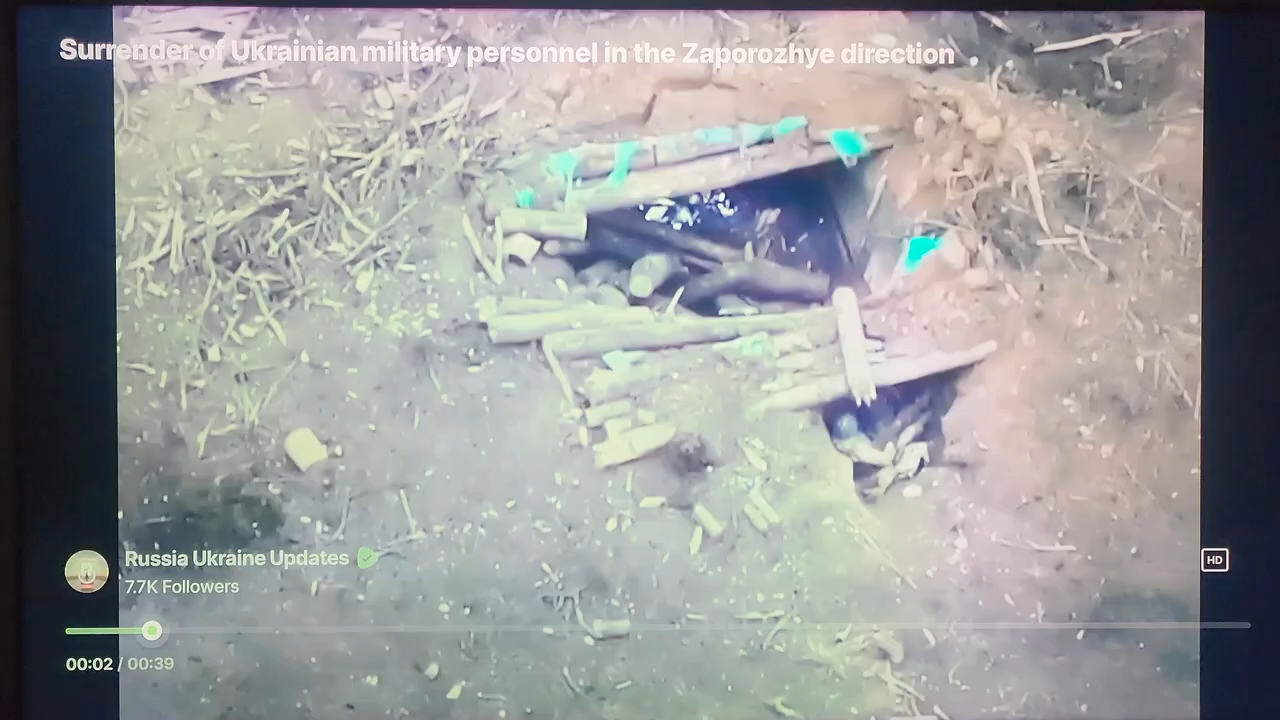 Surrender of Ukrainian military personnel in the Zaporozhye direction
Russia Ukraine Updates
7.7K Followers
HD
00:02 / 00:39